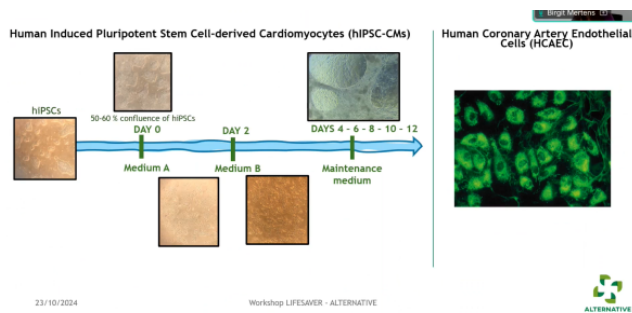 Birgit Mertens
Human Induced Pluripotent Stem Cell-derived Cardiomyocytes (hIPSC-CMs)
Human Coronary Artery Endothelial
Cells (HCAEC)
hIPSCs
50-60 % confluence of hIPSCs
DAY 0
DAY 2
DAYS 4 - 6 - 8 - 10 - 12
Medium A
Medium B
Maintenance
medium
23/10/2024
Workshop LIFESAVER - ALTERNATIVE
ALTERNATIVE